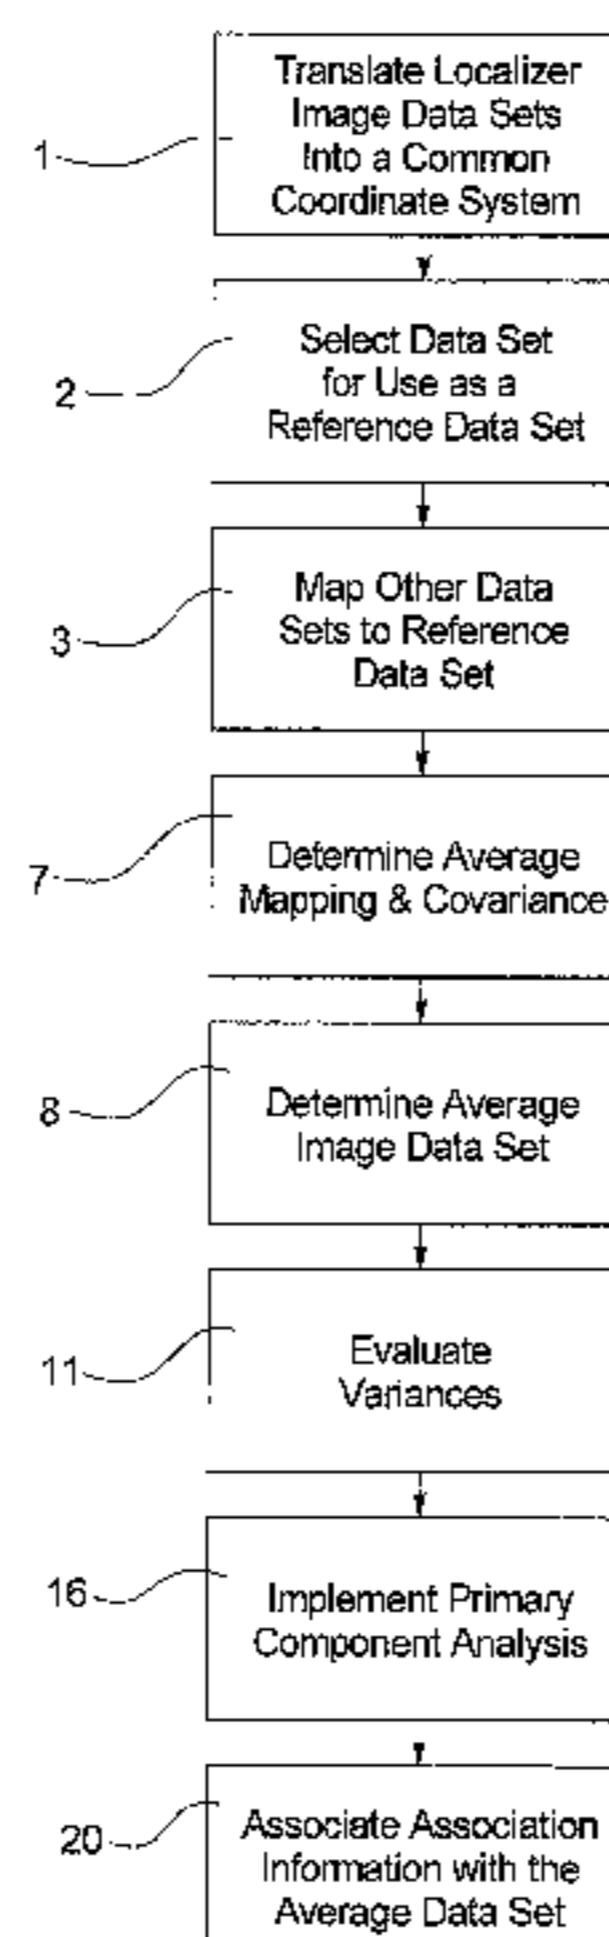 Translate Localizer
Image Data Sets
Into a Common
Coordinate System
1
Select Data Set
for Use as a
Reference Data Set
2
Map Other Data
Sets to Reference
Data Set
3
Determine Average
Mapping & Covariance
7
Determine Average
Image Data Set
8
Evaluate
Variances
11
Implement Primary
Component Analysis
16
Associate Association
Information with the
Average Data Set
20